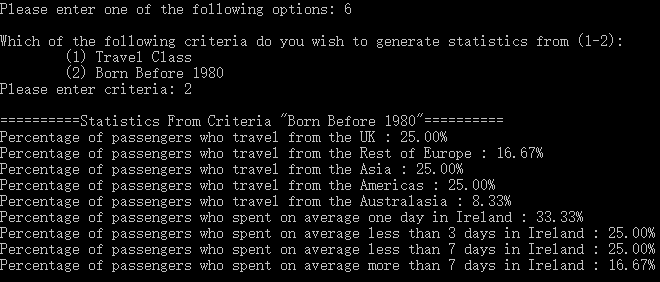 Please enter one of the following options: 6
Which of the following criteria do you wish to generate statistics from (1-2):
(1) Travel Class
(2) Born Before 1980
Please enter criteria: 2
==========Statistics From Criteria "Born Before 1980"==========
Percentage of passengers who travel from the UK : 25.00%
Percentage of passengers who travel from the Rest of Europe : 16.67%
Percentage of passengers who travel from the Asia : 25.00%
Percentage of passengers who travel from the Americas : 25.00%
Percentage of passengers who travel from the Australasia : 8.33%
Percentage of passengers who spent on average one day in Ireland : 33.33%
Percentage of passengers who spent on average less than 3 days in Ireland : 25.00%
Percentage of passengers who spent on average less than 7 days in Ireland : 25.00%
Percentage of passengers who spent on average more than 7 days in Ireland : 16.67%